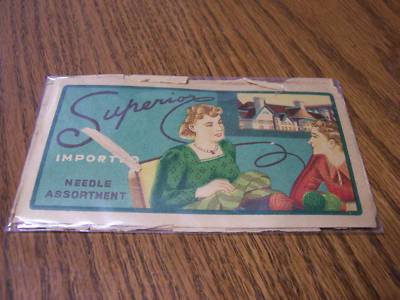 Superior
IMPORTED
NEEDLE
ASSORTMENT